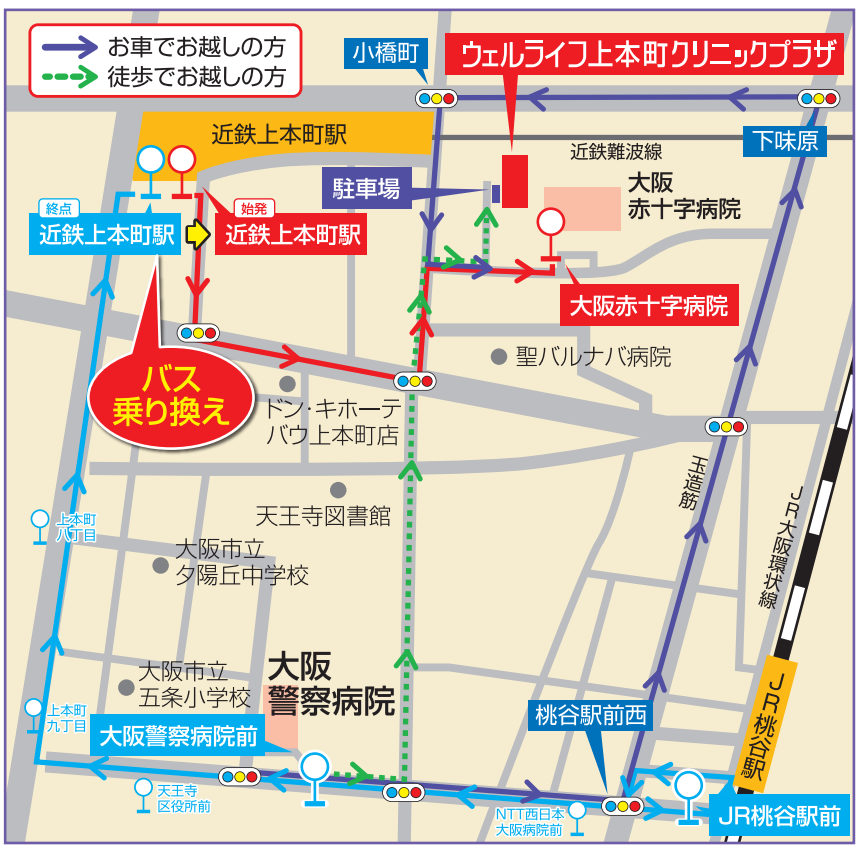 お車でお越しの方
徒歩でお越しの方
小橋町
ウェルライフ上本町クリニックプラザ
近鉄上本町駅
下味原
近鉄難波線
駐車場
大阪
赤十字病院
終点
近鉄上本町駅
始発
近鉄上本町駅
大阪赤十字病院
聖バルナバ病院
バス
乗り換え
ドン・キホーテ
パウ上本町店
玉造筋
JR大阪環状線
天王寺図書館
上本町
八丁目
大阪市立
夕陽丘中学校
大阪市立
五条小学校
大阪
警察病院
上本町
九丁目
大阪警察病院前
桃谷駅前西
JR桃谷駅
天王寺
区役所前
NTT西日本
大阪病院前
JR桃谷駅前